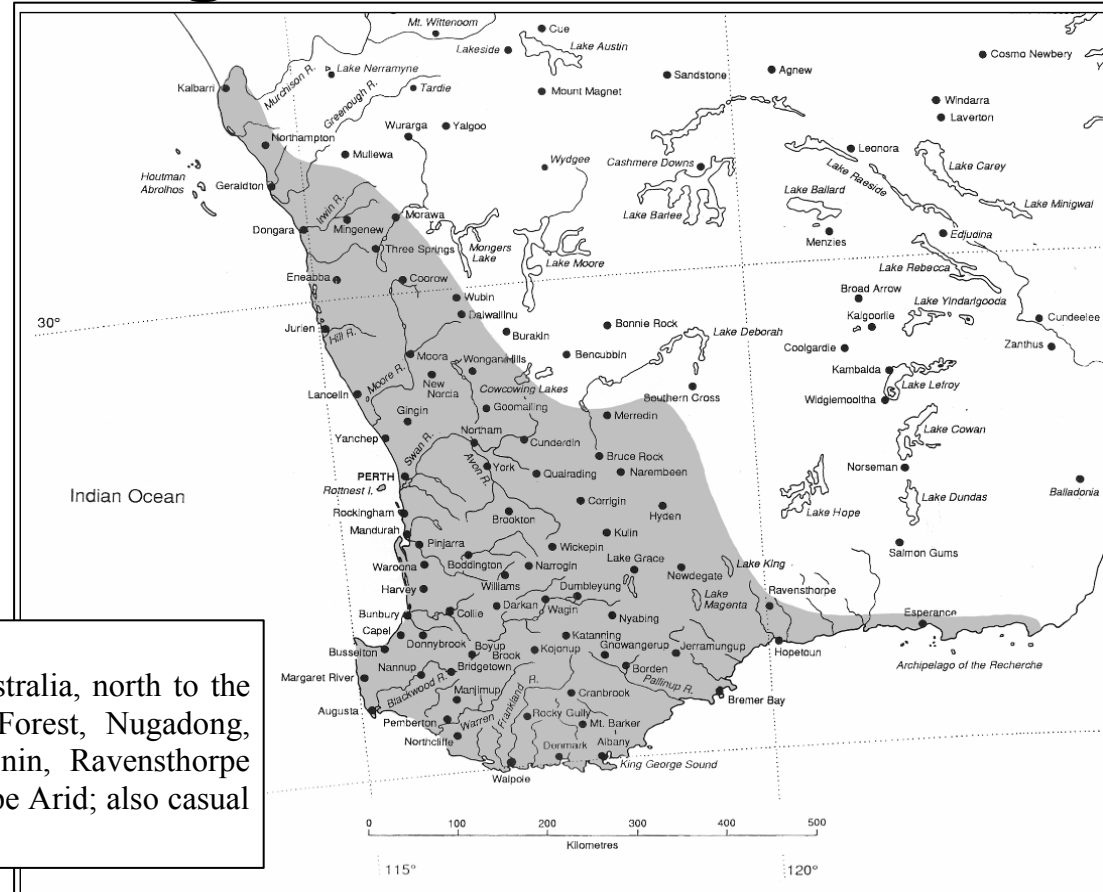 Mt. Wittenoom
Cue
Lakeside
Lake Austin
Cosmo Newbery
Murchison R.
Lake Nerramyne
Kalbarri
Greenough R.
Tardie
Sandstone
Agnew
Mount Magnet
Windarra
Laverton
Wurarga
Yalgoo
Northampton
Mullewa
Leonora
Houtman
Abrolhos
Geraldton
Wydgee
Cashmere Downs
Lake Carey
Lake Raeside
Lake Ballard
Lake Minigwal
Irwin R.
Morawa
Lake Barlee
Dongara
Mingenew
Mongers
Lake
Menzies
Edjudina
Three Springs
Lake Moore
Lake Rebecca
Eneabba
Coorow
Broad Arrow
Lake Yindarlgooda
Wubin
Kalgoorlie
30°
Dalwallinu
Bonnie Rock
Cundeelee
Jurien
Hill R.
Burakin
Lake Deborah
Coolgardie
Zanthus
Moora
Wongan Hills
Bencubbin
Kambalda
Moore R.
New
Norcia
Cowcowing Lakes
Southern Cross
Lake Lefroy
Lancelin
Widgiemooltha
Gingin
Goomalling
Merredin
Lake Cowan
Yanchep
Northam
Cunderdin
Swan R.
Bruce Rock
Norseman
PERTH
Avon R.
York
Quairading
Narembeen
Balladonia
Indian Ocean
Rottnest I.
Lake Dundas
Corrigin
Lake Hope
Rockingham
Brookton
Hyden
Mandurah
Kulin
Pinjarra
Wickepin
Salmon Gums
Waroona
Boddington
Narrogin
Lake Grace
Lake King
Williams
Newdegate
Harvey
Dumbleyung
Ravensthorpe
Lake
Magenta
Bunbury
Collie
Darkan
Wagin
Nyabing
Esperance
Capel
Donnybrook
Katanning
Busselton
Boyup
Brook
Kojonup
Gnowangerup
Jerramungup
Hopetoun
Nannup
Bridgetown
Borden
Archipelago of the Recherche
Margaret River
Blackwood R.
Pallinup R.
Manjimup
Frankland R.
Cranbrook
Bremer Bay
Augusta
Pemberton
Warren
Rocky Gully
Mt. Barker
Northcliffe
Denmark
Albany
King George Sound
Walpole
stralia, north to the
Forest, Nugadong,
nin, Ravensthorpe
pe Arid; also casual
0 100 200 300 400 500
Kilometres
115°
120°